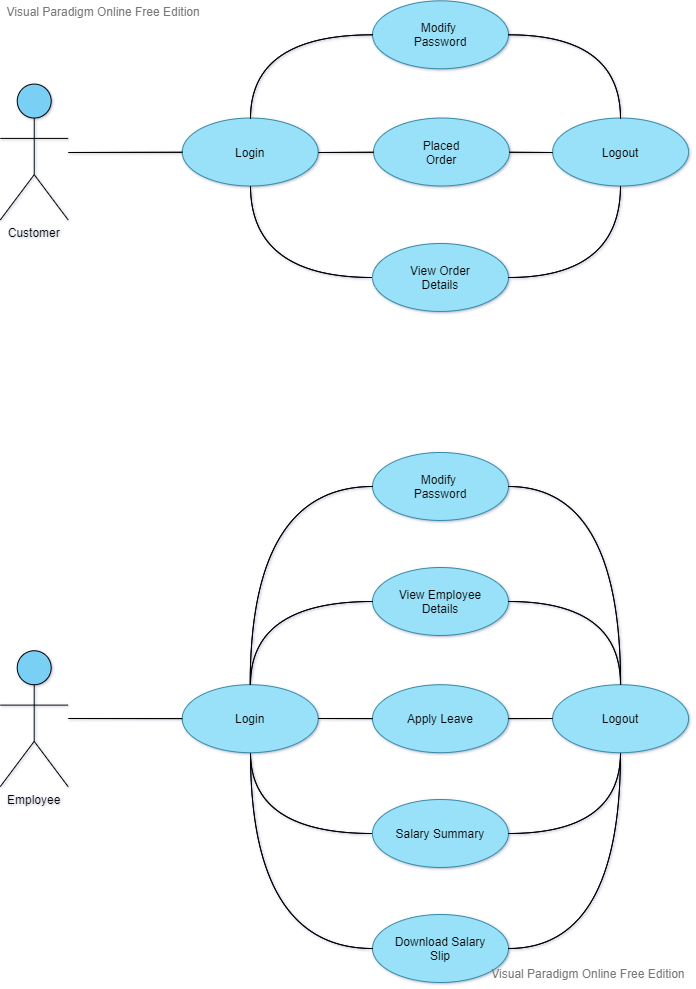 Visual Paradigm Online Free Edition
Modify
Password
Login
Placed
Order
Logout
Customer
View Order
Details
Modify
Password
View Employee
Details
Login
Apply Leave
Logout
Employee
Salary Summary
Download Salary
Slip
Visual Paradigm Online Free Edition